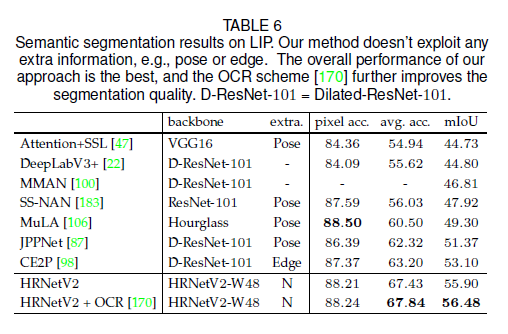 TABLE 6
Semantic segmentation results on LIP. Our method doesn't exploit any
extra information, e.g., pose or edge. The overall performance of our
approach is the best, and the OCR scheme [170] further improves the
segmentation quality. D-ResNet-101 = Dilated-ResNet-101.
backbone extra. pixel acc. avg. acc. mIoU
Attention+SSL [47] VGG16 Pose 84.36 54.94 44.73
DeepLabV3+ [22] D-ResNet-101 - 84.09 55.62 44.80
MMAN [100] D-ResNet-101 - - - 46.81
SS-NAN [183] ResNet-101 Pose 87.59 56.03 47.92
MuLA [106] Hourglass Pose 88.50 60.50 49.30
JPPNet [87] D-ResNet-101 Pose 86.39 62.32 51.37
CE2P [98] D-ResNet-101 Edge 87.37 63.20 53.10
HRNetV2 HRNetV2-W48 N 88.21 67.43 55.90
HRNetV2 + OCR [170] HRNetV2-W48 N 88.24 67.84 56.48